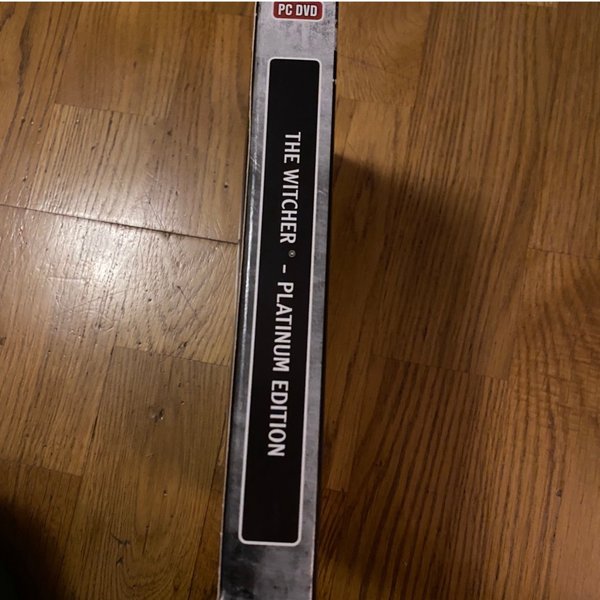 PC DVD
THE WITCHER ® - PLATINUM EDITION